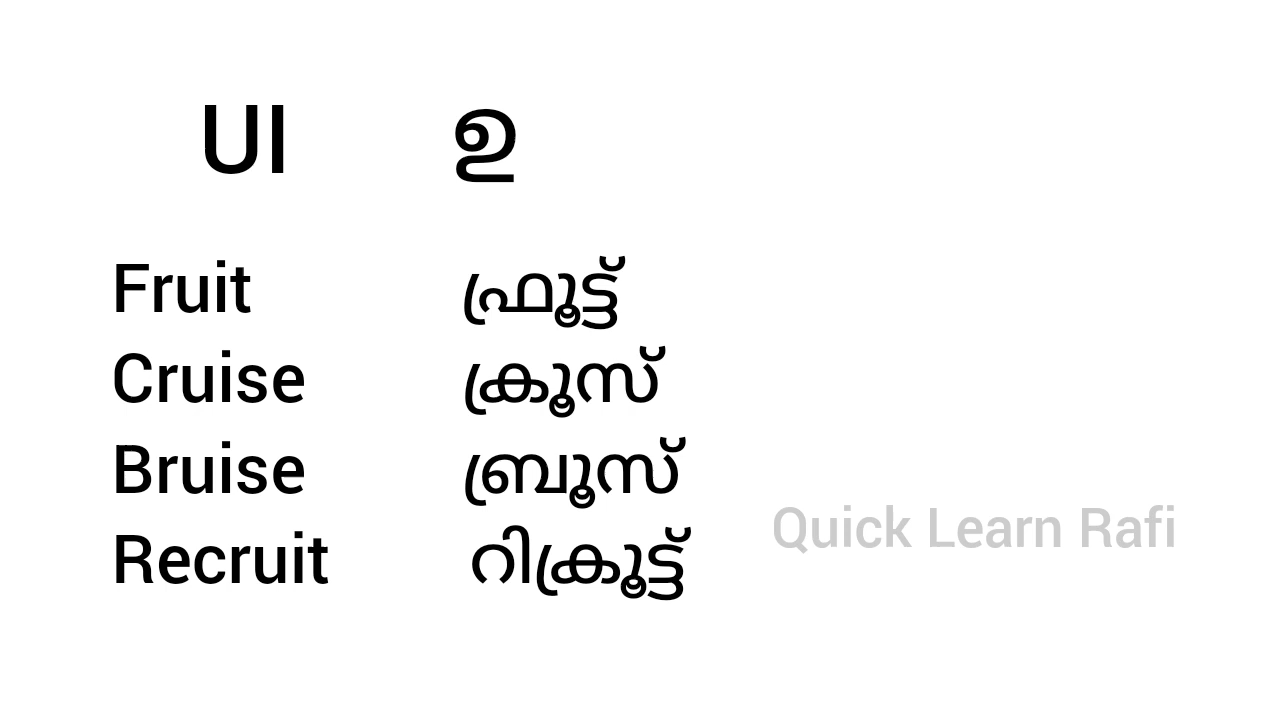 UI ഉ
Fruit ഫ്രൂട്ട്
Cruise ക്രൂസ്
Bruise ബ്രൂസ്
Recruit റിക്രൂട്ട്
Quick Learn Rafi